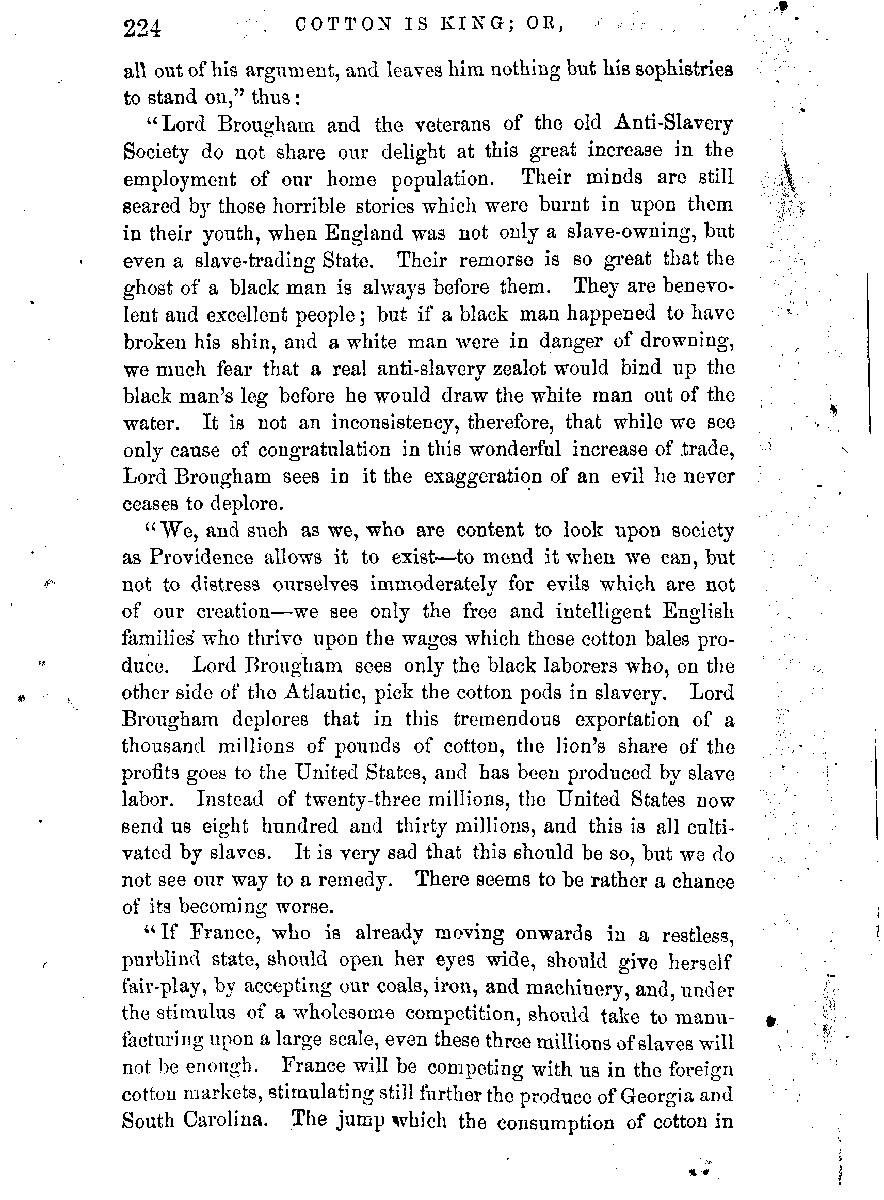 224 COTTON IS KING; OR,
all out of his argument, and leaves him nothing but his sophistries
to stand on,” thus:
“Lord Brougham and the veterans of the old Anti-Slavery
Society do not share our delight at this great increase in the
employment of our home population. Their minds are still
seared by those horrible stories which were burnt in upon them
in their youth, when England was not only a slave-owning, but
even a slave-trading State. Their remorse is so great that the
ghost of a black man is always before them. They are benevo-
lent and excellent people; but if a black man happened to have
broken his shin, and a white man were in danger of drowning,
we much fear that a real anti-slavery zealot would bind up the
black man’s leg before he would draw the white man out of the
water. It is not an inconsistency, therefore, that while we see
only cause of congratulation in this wonderful increase of trade,
Lord Brougham sees in it the exaggeration of an evil he never
ceases to deplore.
“We, and such as we, who are content to look upon society
as Providence allows it to exist—to mend it when we can, but
not to distress ourselves immoderately for evils which are not
of our creation—we see only the free and intelligent English
families who thrive upon the wages which these cotton bales pro-
duce. Lord Brougham sees only the black laborers who, on the
other side of the Atlantic, pick the cotton pods in slavery. Lord
Brougham deplores that in this tremendous exportation of a
thousand millions of pounds of cotton, the lion’s share of the
profits goes to the United States, and has been produced by slave
labor. Instead of twenty-three millions, the United States now
send us eight hundred and thirty millions, and this is all culti-
vated by slaves. It is very sad that this should be so, but we do
not see our way to a remedy. There seems to be rather a chance
of its becoming worse.
“If France, who is already moving onwards in a restless,
purblind state, should open her eyes wide, should give herself
fair-play, by accepting our coals, iron, and machinery, and, under
the stimulus of a wholesome competition, should take to manu-
facturing upon a large scale, even these three millions of slaves will
not be enough. France will be competing with us in the foreign
cotton markets, stimulating still further the produce of Georgia and
South Carolina. The jump which the consumption of cotton in